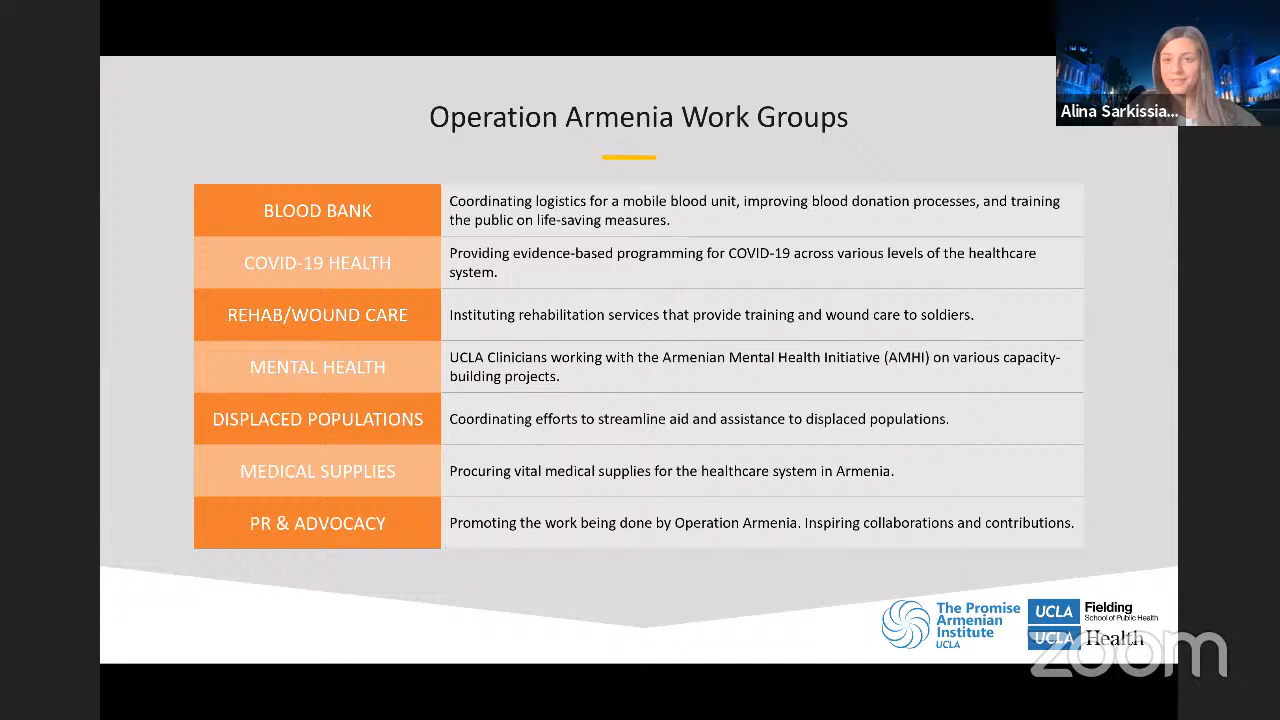 Operation Armenia Work Groups
Alina Sarkissia...
BLOOD BANK
Coordinating logistics for a mobile blood unit, improving blood donation processes, and training
the public on life-saving measures.
COVID-19 HEALTH
Providing evidence-based programming for COVID-19 across various levels of the healthcare
system.
REHAB/WOUND CARE
Instituting rehabilitation services that provide training and wound care to soldiers.
MENTAL HEALTH
UCLA Clinicians working with the Armenian Mental Health Initiative (AMHI) on various capacity-
building projects.
DISPLACED POPULATIONS
Coordinating efforts to streamline aid and assistance to displaced populations.
MEDICAL SUPPLIES
Procuring vital medical supplies for the healthcare system in Armenia.
PR & ADVOCACY
Promoting the work being done by Operation Armenia. Inspiring collaborations and contributions.
The Promise
Armenian
Institute
UCLA
UCLA Fielding
School of Public Health
UCLA Health
zoom